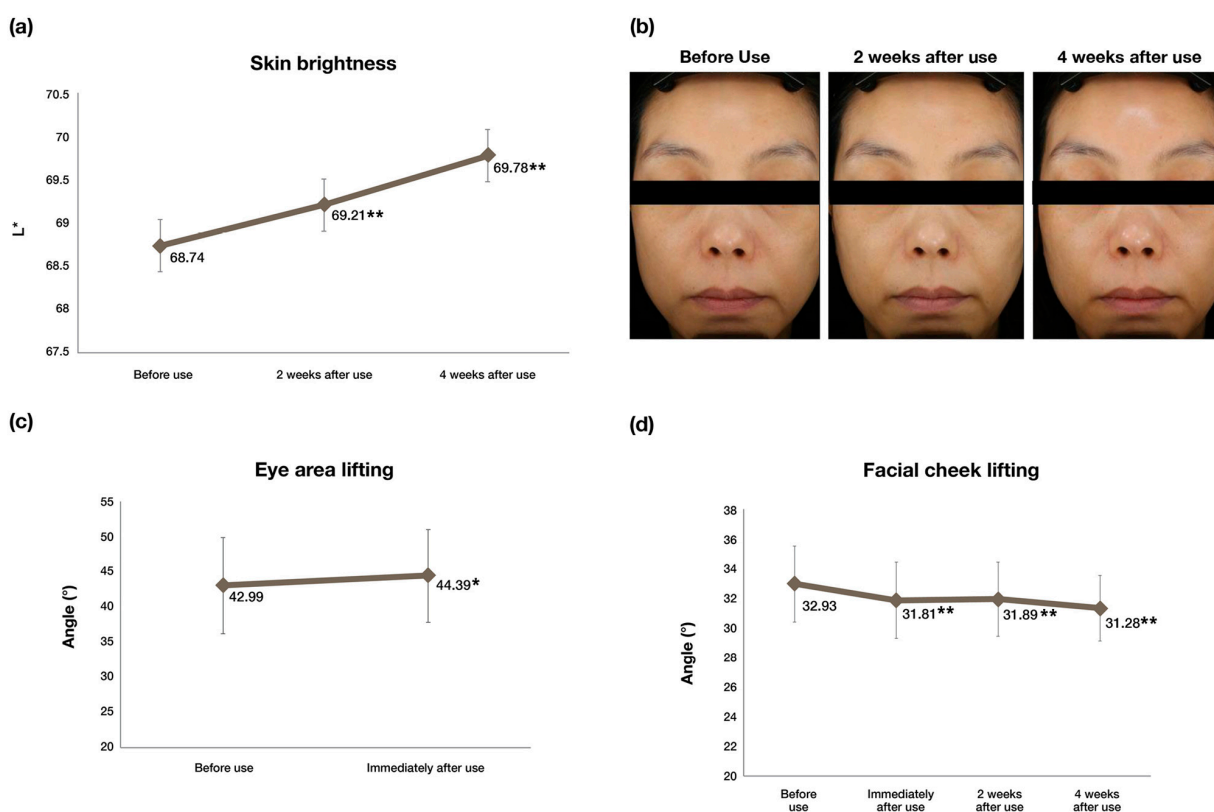 (a)
Skin brightness
70.5
70
69.5
69
68.5
68
67.5
L*
68.74
69.21**
69.78**
Before use
2 weeks after use
4 weeks after use
(b)
Before Use
2 weeks after use
4 weeks after use
(c)
Eye area lifting
55
50
45
40
35
30
25
20
Angle (°)
42.99
44.39*
Before use
Immediately after use
(d)
Facial cheek lifting
38
36
34
32
30
28
26
24
22
20
Angle (°)
32.93
31.81**
31.89**
31.28**
Before
use
Immediately
after use
2 weeks
after use
4 weeks
after use